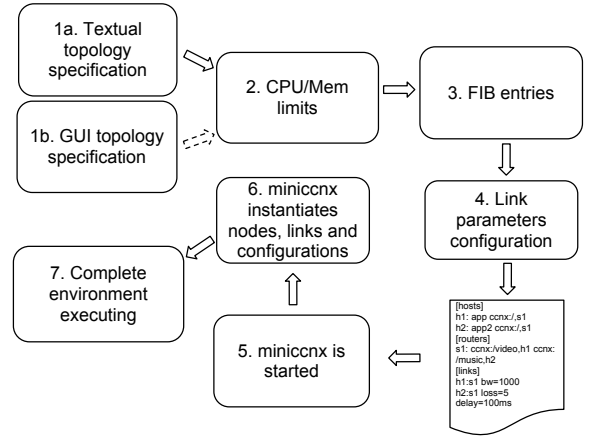 1a. Textual
topology
specification
1b. GUI topology
specification
2. CPU/Mem
limits
3. FIB entries
4. Link
parameters
configuration
[hosts]
h1: app ccnx:/,s1
h2: app2 ccnx:/,s1
[routers]
s1: ccnx:/video,h1 ccnx:
/music,h2
[links]
h1:s1 bw=1000
h2:s1 loss=5
delay=100ms
5. miniccnx is
started
6. miniccnx
instantiates
nodes, links and
configurations
7. Complete
environment
executing